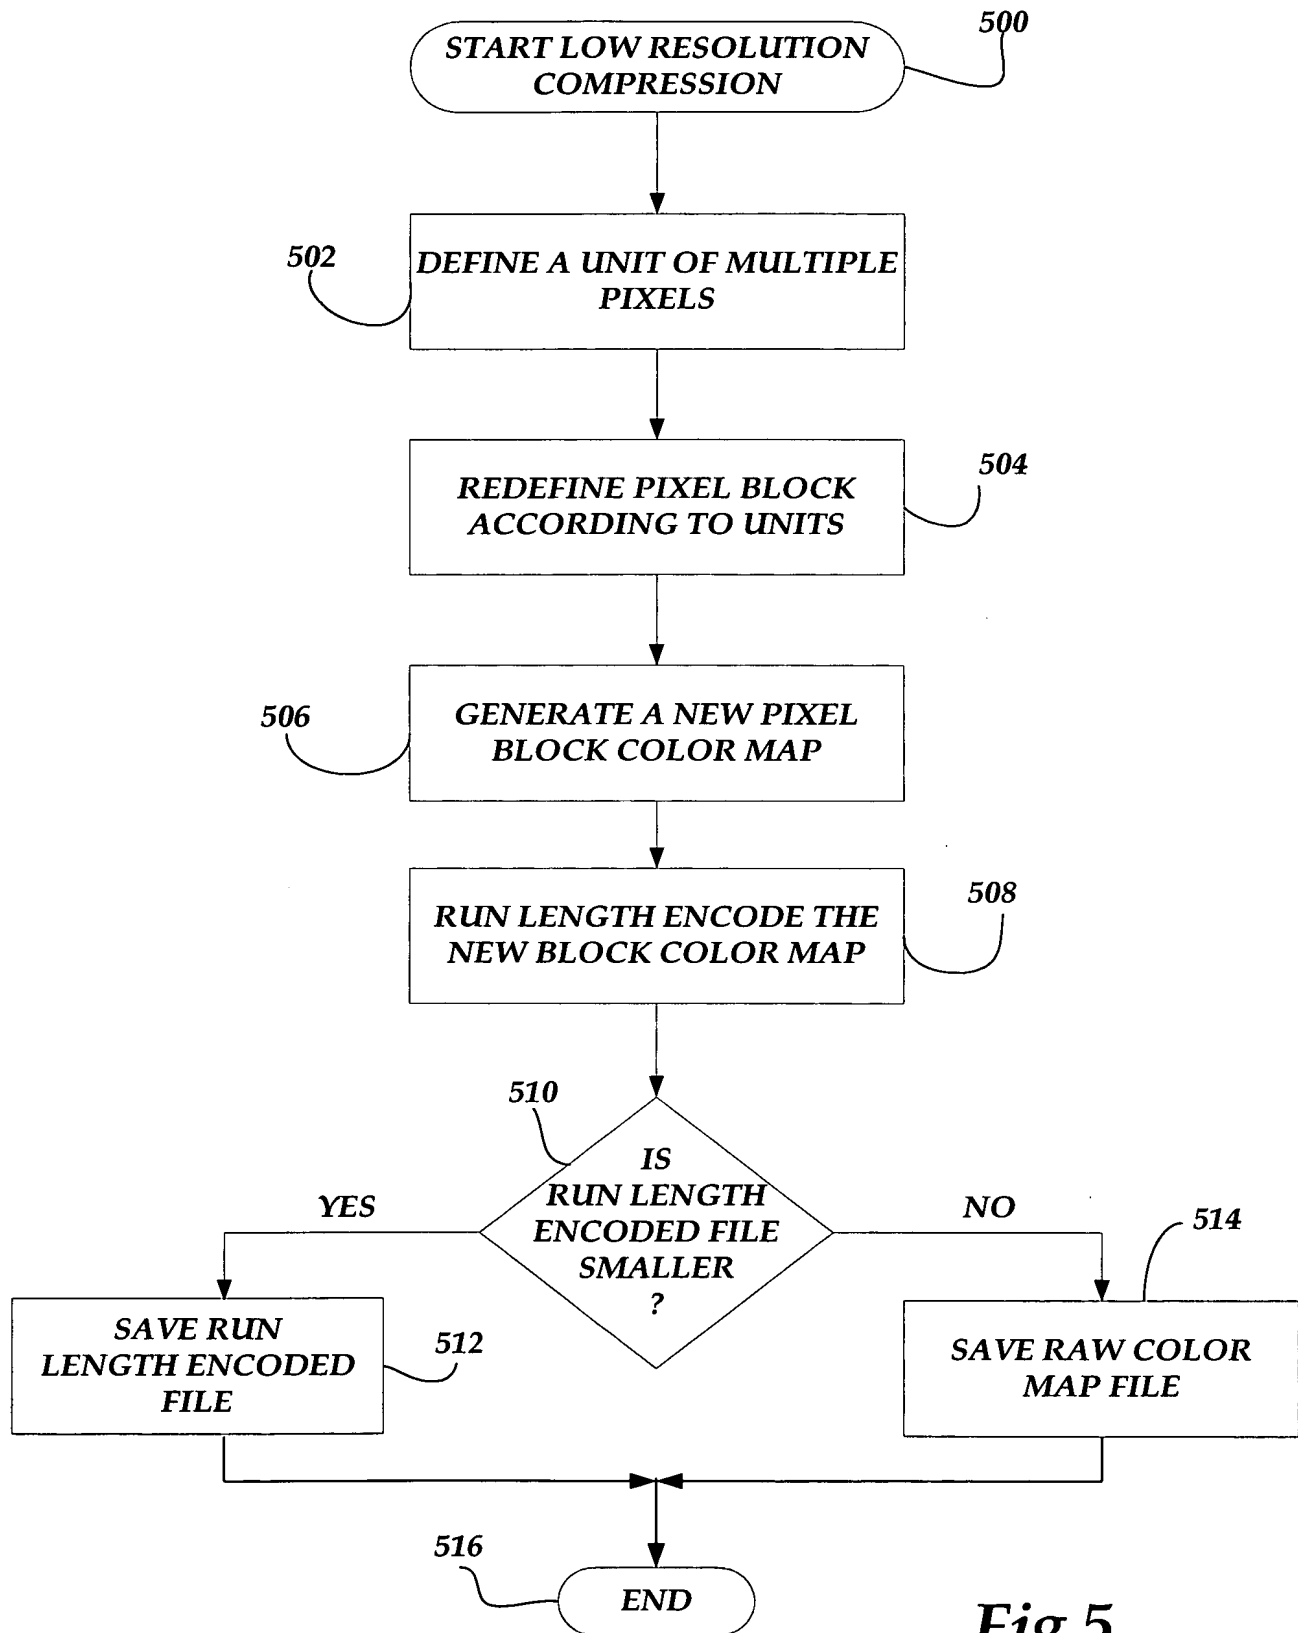 500
START LOW RESOLUTION
COMPRESSION
502
DEFINE A UNIT OF MULTIPLE
PIXELS
504
REDEFINE PIXEL BLOCK
ACCORDING TO UNITS
506
GENERATE A NEW PIXEL
BLOCK COLOR MAP
508
RUN LENGTH ENCODE THE
NEW BLOCK COLOR MAP
510
IS
RUN LENGTH
ENCODED FILE
SMALLER
?
YES
NO
514
SAVE RUN
LENGTH ENCODED
FILE
512
SAVE RAW COLOR
MAP FILE
516
END
Fig.5